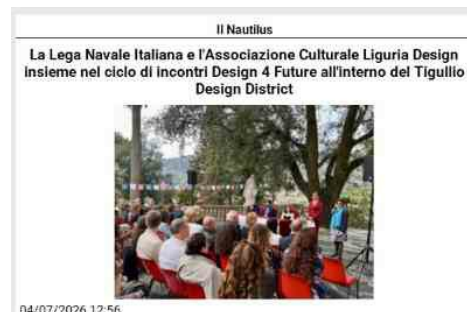 Il Nautilus
La Lega Navale Italiana e l'Associazione Culturale Liguria Design
insieme nel ciclo di incontri Design 4 Future all'interno del Tigullio
Design District
04/07/2026 12:56